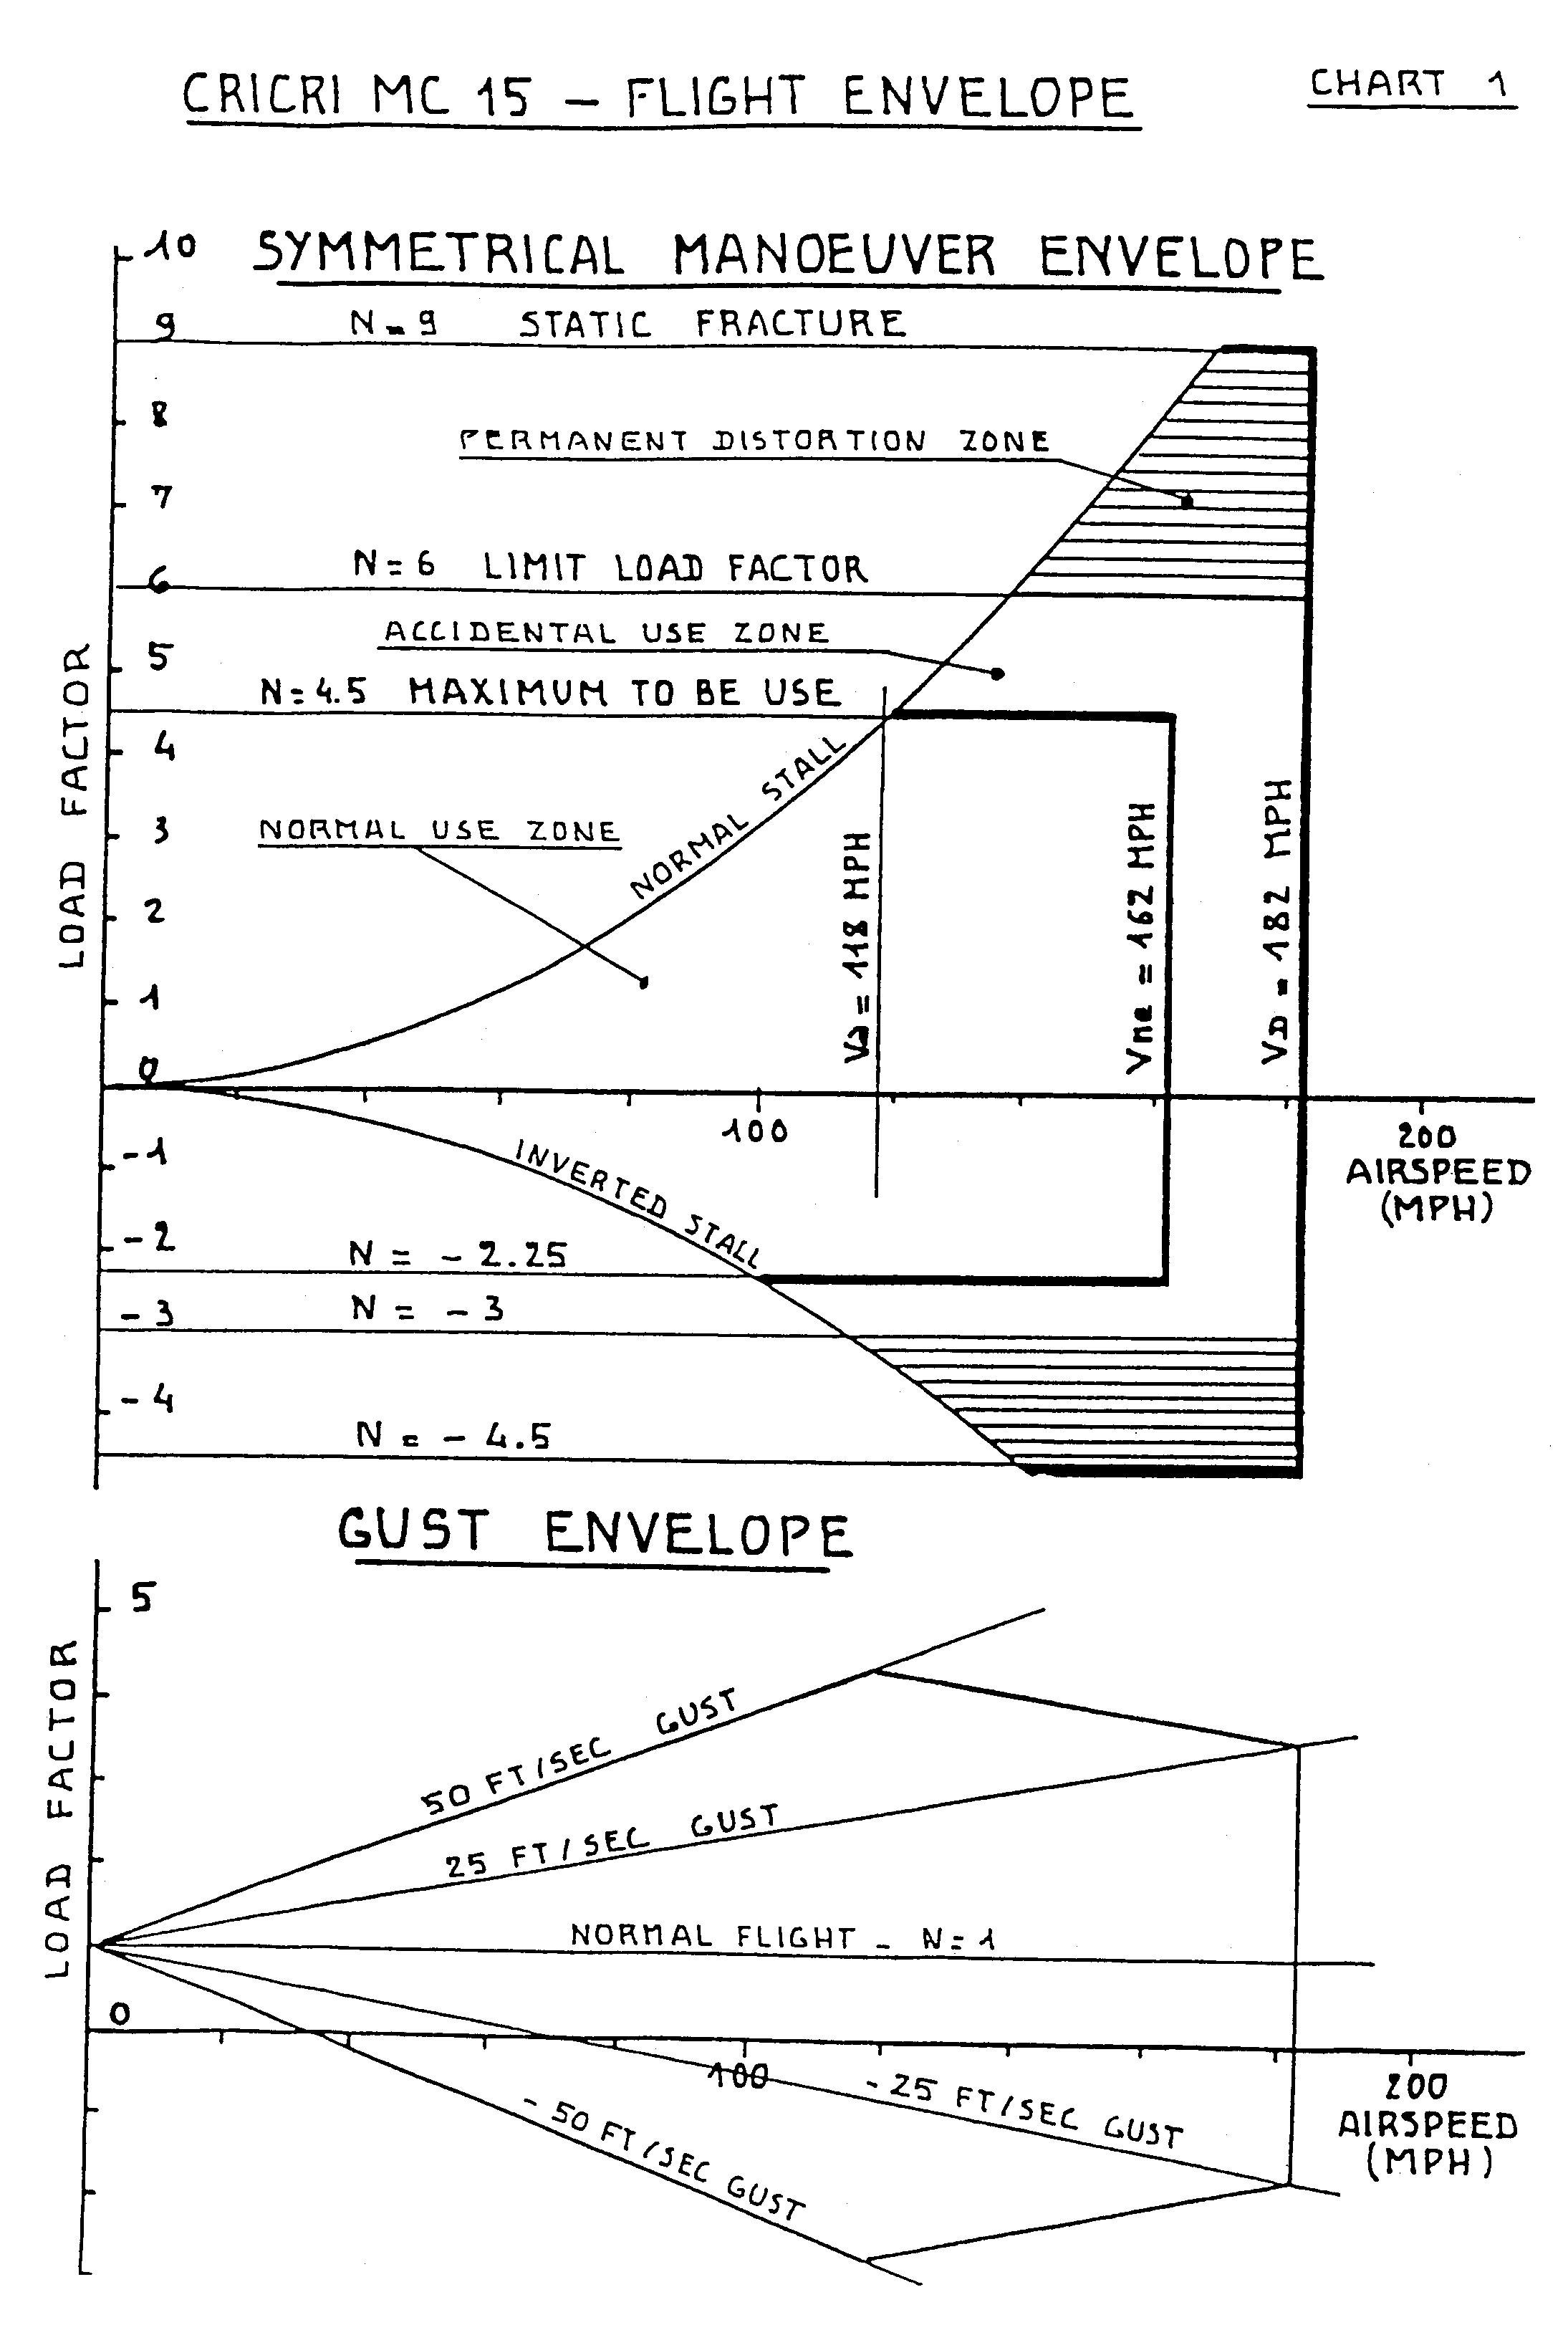 CRICRI MC 15 – FLIGHT ENVELOPE
CHART 1
SYMMETRICAL MANOEUVER ENVELOPE
10
9
N=9 STATIC FRACTURE
8
PERMANENT DISTORTION ZONE
7
N=6 LIMIT LOAD FACTOR
6
ACCIDENTAL USE ZONE
5
N=4.5 MAXIMUM TO BE USE
4
NORMAL STALL
3
NORMAL USE ZONE
2
1
0
LOAD FACTOR
Va = 118 MPH
Vne = 162 MPH
VD = 182 MPH
100
200
AIRSPEED
(MPH)
-1
INVERTED STALL
-2
N = - 2.25
-3
N = - 3
-4
N = - 4.5
GUST ENVELOPE
5
LOAD FACTOR
50 FT/SEC GUST
25 FT/SEC GUST
NORMAL FLIGHT - N=1
0
100
-25 FT/SEC GUST
-50 FT/SEC GUST
200
AIRSPEED
(MPH)